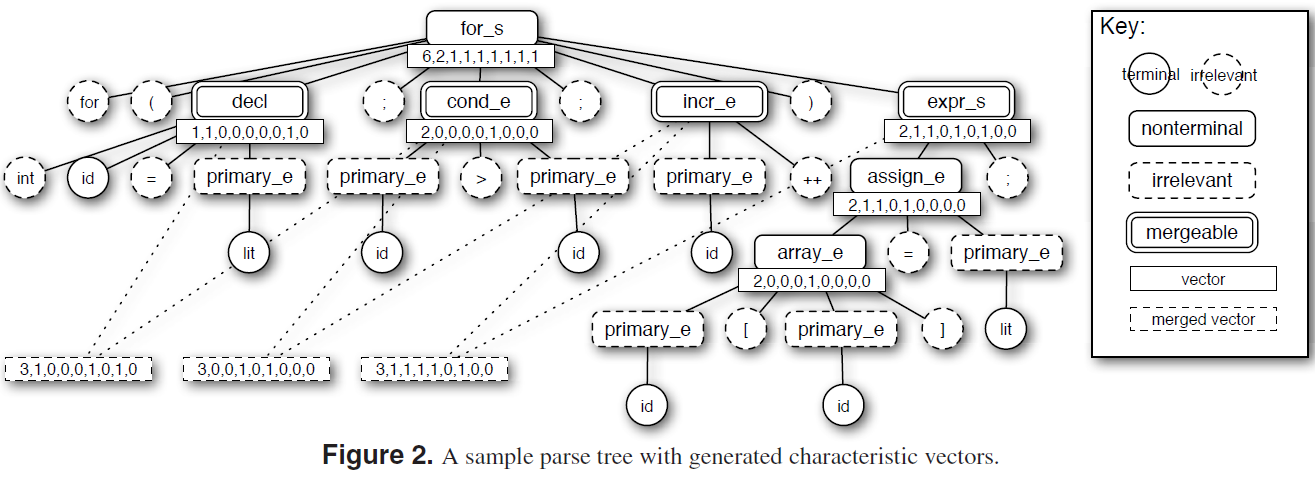 for_s
6,2,1,1,1,1,1,1,1
for ( decl ; cond_e ; incr_e ) expr_s
1,1,0,0,0,0,0,1,0 2,0,0,0,0,1,0,0,0 2,1,1,0,1,0,1,0,0
int id = primary_e primary_e > primary_e primary_e ++ assign_e ;
2,1,1,0,1,0,0,0,0
lit id id id array_e = primary_e
2,0,0,0,1,0,0,0,0
primary_e [ primary_e ] lit
3,1,0,0,0,1,0,1,0 3,0,0,1,0,1,0,0,0 3,1,1,1,1,0,1,0,0
id id
Key:
terminal irrelevant
nonterminal
irrelevant
mergeable
vector
merged vector
Figure 2. A sample parse tree with generated characteristic vectors.